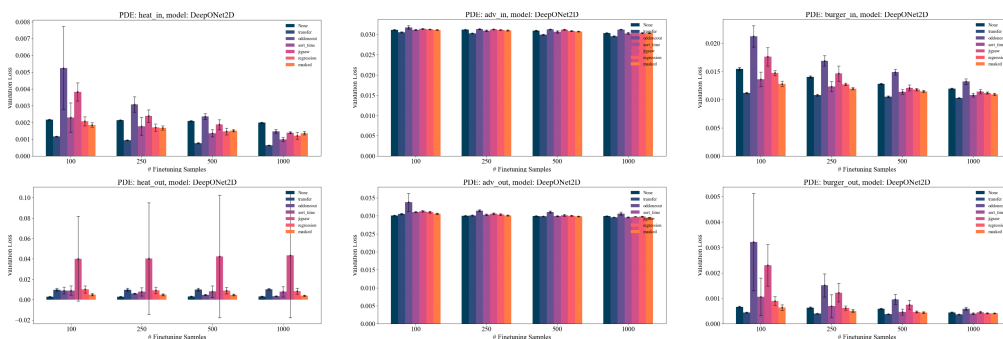 PDE: heat_in, model: DeepONet2D
Validation Loss
0.008
0.007
0.006
0.005
0.004
0.003
0.002
0.001
0.000
None
transfer
oddoneout
sort_time
jigsaw
regression
masked
100
250
500
1000
# Finetuning Samples
PDE: adv_in, model: DeepONet2D
Validation Loss
0.030
0.025
0.020
0.015
0.010
0.005
0.000
None
transfer
oddoneout
sort_time
jigsaw
regression
masked
100
250
500
1000
# Finetuning Samples
PDE: burger_in, model: DeepONet2D
Validation Loss
0.020
0.015
0.010
0.005
0.000
None
transfer
oddoneout
sort_time
jigsaw
regression
masked
100
250
500
1000
# Finetuning Samples
PDE: heat_out, model: DeepONet2D
Validation Loss
0.10
0.08
0.06
0.04
0.02
0.00
−0.02
None
transfer
oddoneout
sort_time
jigsaw
regression
masked
100
250
500
1000
# Finetuning Samples
PDE: adv_out, model: DeepONet2D
Validation Loss
0.035
0.030
0.025
0.020
0.015
0.010
0.005
0.000
None
transfer
oddoneout
sort_time
jigsaw
regression
masked
100
250
500
1000
# Finetuning Samples
PDE: burger_out, model: DeepONet2D
Validation Loss
0.005
0.004
0.003
0.002
0.001
0.000
None
transfer
oddoneout
sort_time
jigsaw
regression
masked
100
250
500
1000
# Finetuning Samples